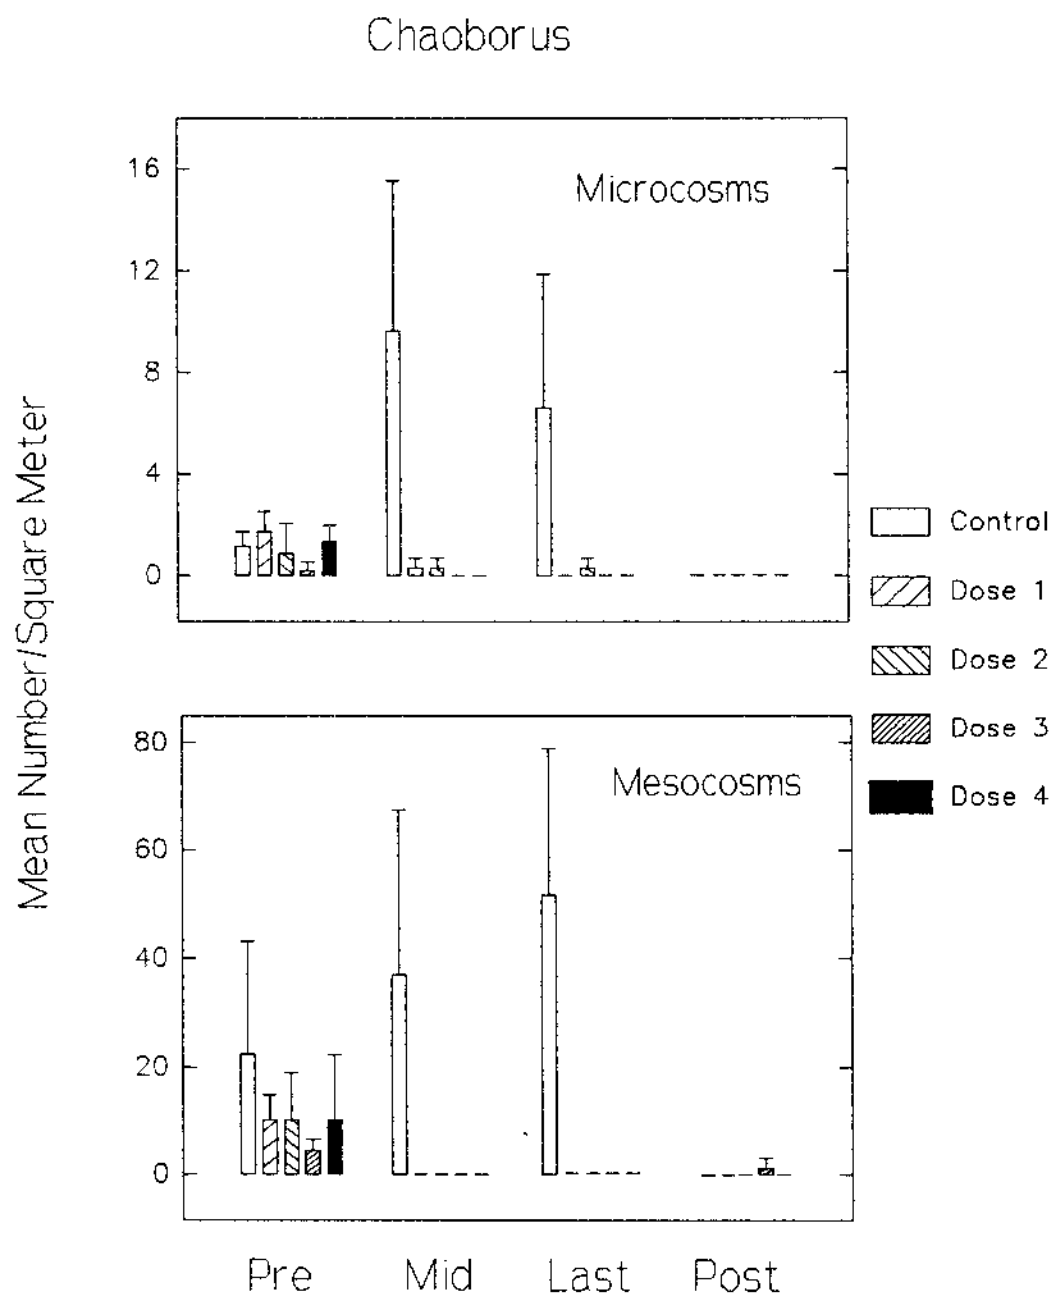 Chaoborus
Microcosms
16
12
8
4
0
Mean Number/Square Meter
Control
Dose 1
Dose 2
Dose 3
Dose 4
Mesocosms
80
60
40
20
0
Pre Mid Last Post